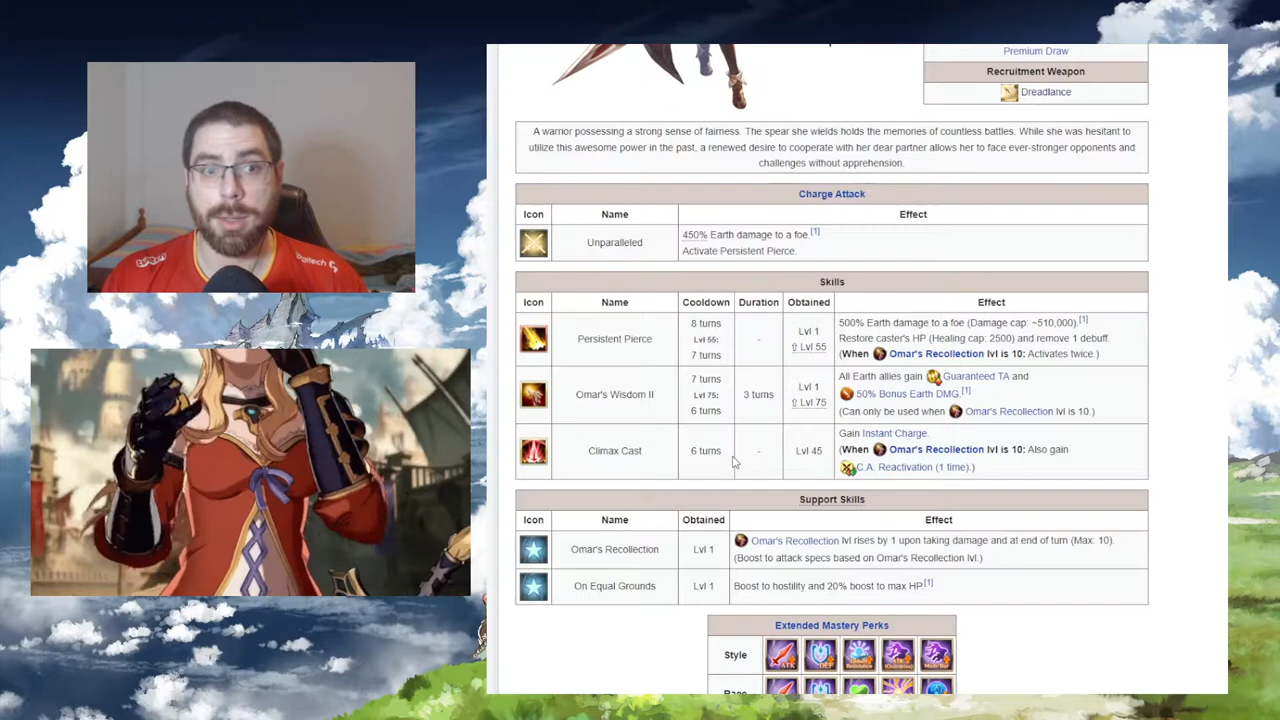 Premium Draw
Recruitment Weapon
Dreadlance
A warrior possessing a strong sense of fairness. The spear she wields holds the memories of countless battles. While she was hesitant to
utilize this awesome power in the past, a renewed desire to cooperate with her dear partner allows her to face ever-stronger opponents and
challenges without apprehension.
Charge Attack
Icon Name Effect
Unparalleled
450% Earth damage to a foe.[1]
Activate Persistent Pierce.
Skills
Icon Name Cooldown Duration Obtained Effect
Persistent Pierce
8 turns
Lvl 55:
7 turns
-
Lvl 1
⇧ Lvl 55
500% Earth damage to a foe (Damage cap: ~510,000).[1]
Restore caster's HP (Healing cap: 2500) and remove 1 debuff.
(When Omar's Recollection lvl is 10: Activates twice.)
Omar's Wisdom II
7 turns
Lvl 75:
6 turns
3 turns
Lvl 1
⇧ Lvl 75
All Earth allies gain Guaranteed TA and
50% Bonus Earth DMG.[1]
(Can only be used when Omar's Recollection lvl is 10.)
Climax Cast
6 turns
-
Lvl 45
Gain Instant Charge.
(When Omar's Recollection lvl is 10: Also gain
C.A. Reactivation (1 time).)
Support Skills
Icon Name Obtained Effect
Omar's Recollection
Lvl 1
Omar's Recollection lvl rises by 1 upon taking damage and at end of turn (Max: 10).
(Boost to attack specs based on Omar's Recollection lvl.)
On Equal Grounds
Lvl 1
Boost to hostility and 20% boost to max HP.[1]
Extended Mastery Perks
Style
ATK
DEF